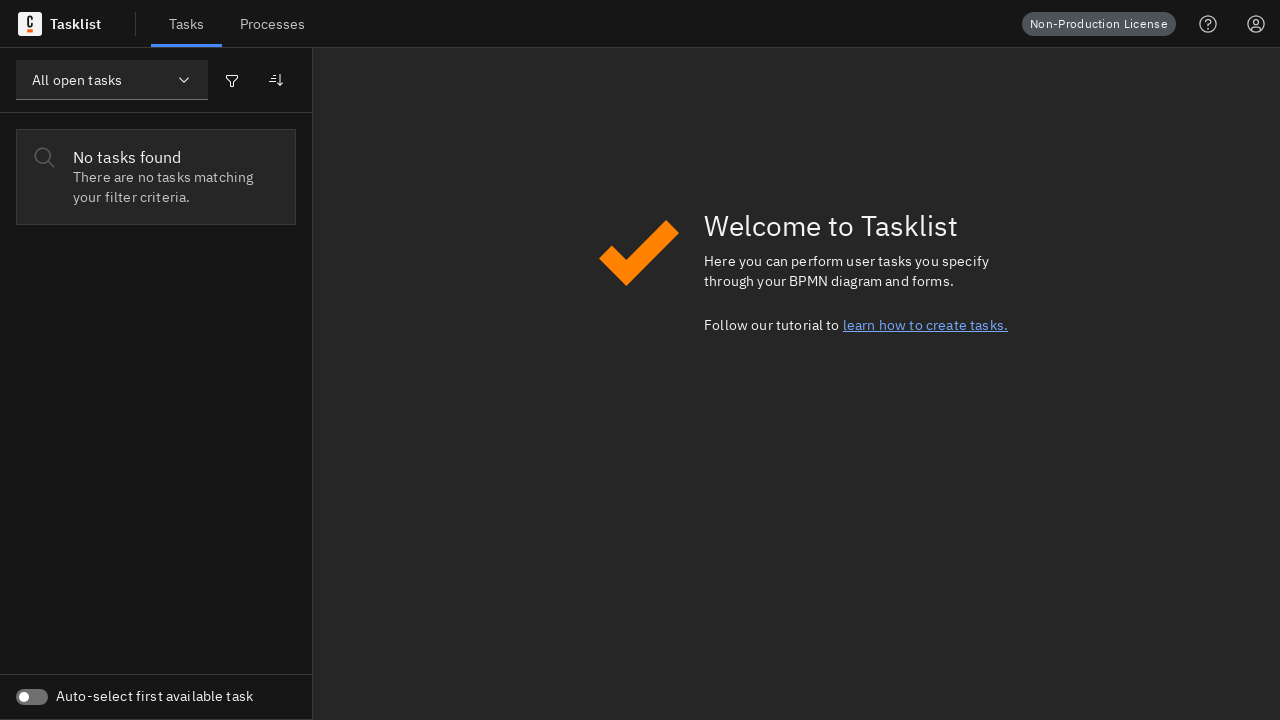 Tasklist
Tasks
Processes
Non-Production License
All open tasks
No tasks found
There are no tasks matching
your filter criteria.
Welcome to Tasklist
Here you can perform user tasks you specify
through your BPMN diagram and forms.
Follow our tutorial to learn how to create tasks.
Auto-select first available task